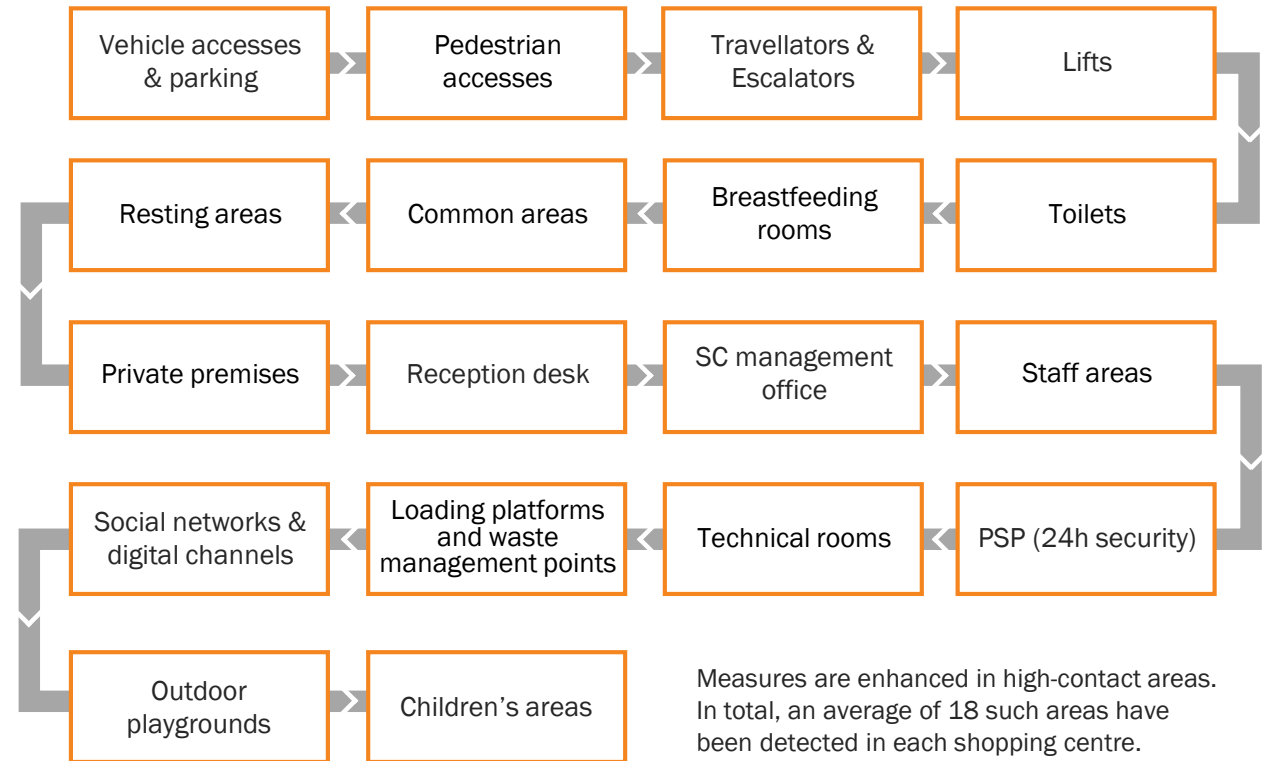 Vehicle accesses
& parking
Pedestrian
accesses
Travellators &
Escalators
Lifts
Toilets
Breastfeeding
rooms
Common areas
Resting areas
Private premises
Reception desk
SC management
office
Staff areas
PSP (24h security)
Technical rooms
Loading platforms
and waste
management points
Social networks &
digital channels
Outdoor
playgrounds
Children’s areas
Measures are enhanced in high-contact areas.
In total, an average of 18 such areas have
been detected in each shopping centre.